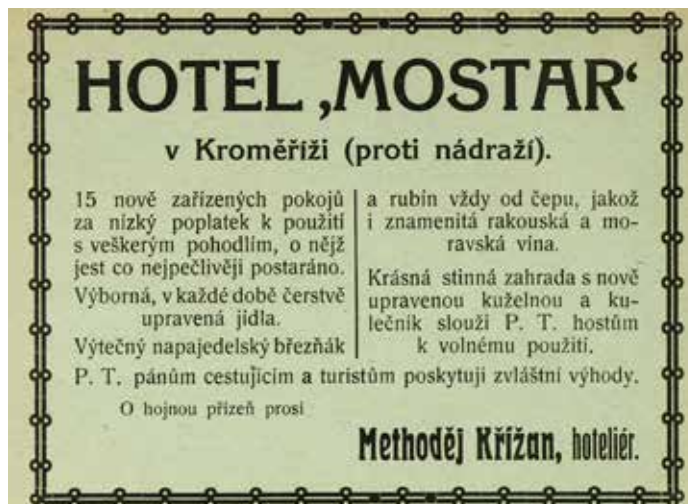 HOTEL ‚MOSTAR‘
v Kroměříži (proti nádraží).
15 nově zařízených pokojů
za nízký poplatek k použití
s veškerým pohodlím, o nějž
jest co nejpečlivěji postaráno.
Výborná, v každé době čerstvě
upravená jídla.
Výtečný napajedelský březňák
a rubín vždy od čepu, jakož
i znamenitá rakouská a mo-
ravská vína.
Krásná stinná zahrada s nově
upravenou kuželnou a ku-
lečník slouží P. T. hostům
k volnému použití.
P. T. pánům cestujícím a turistům poskytuji zvláštní výhody.
O hojnou přízeň prosí
Methoděj Křížan, hoteliér.